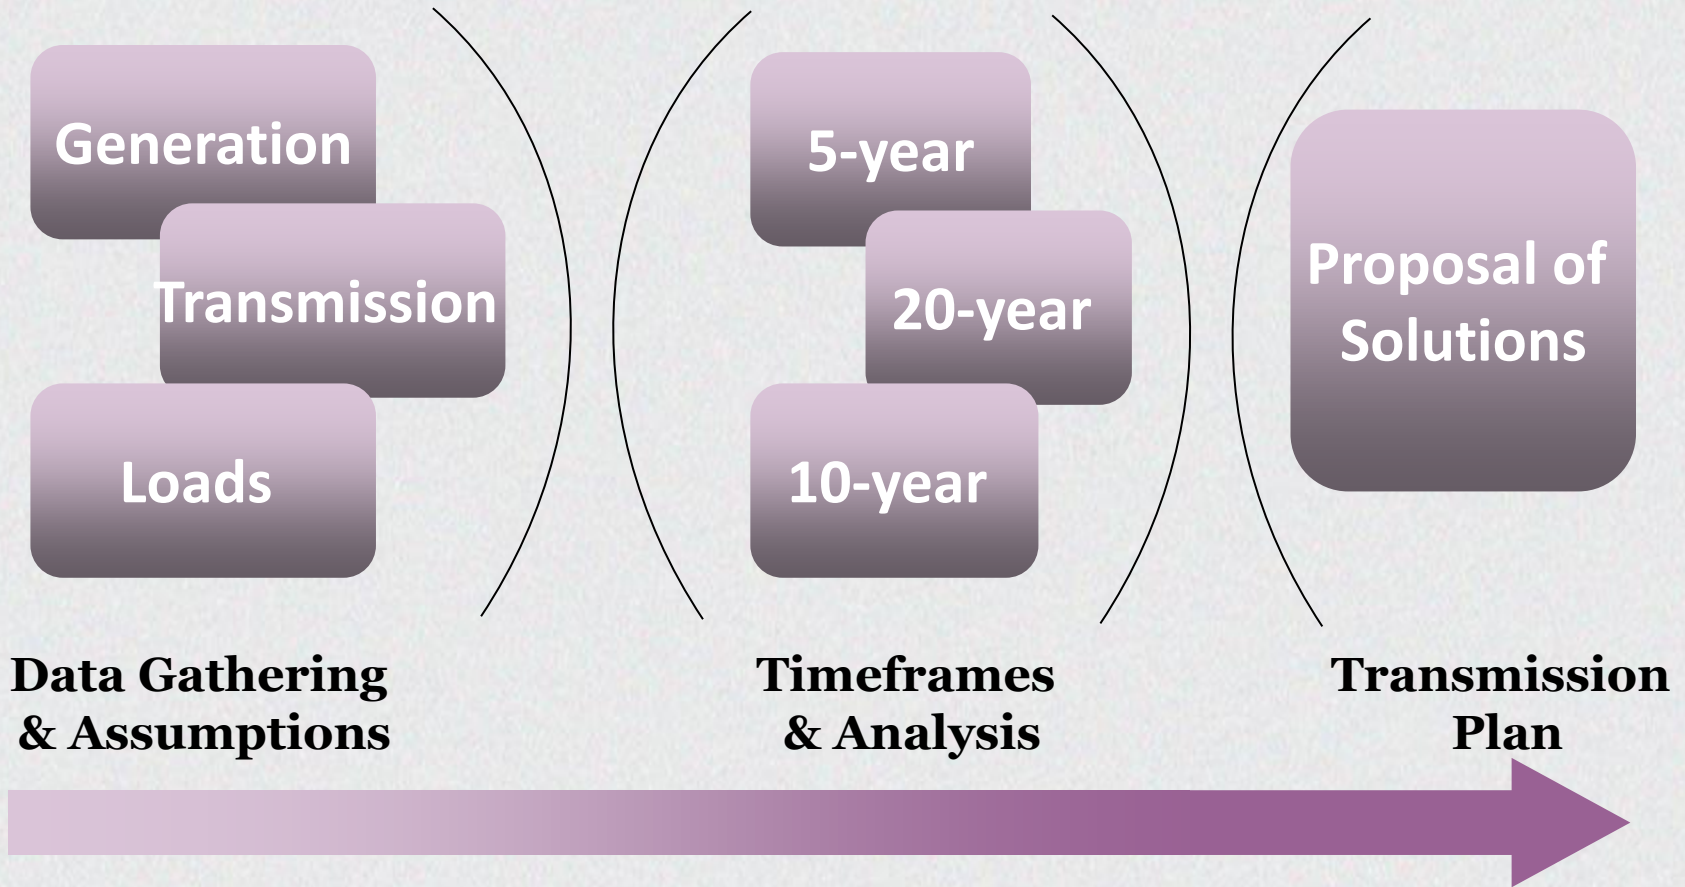 Generation
Transmission
Loads
5-year
20-year
10-year
Proposal of
Solutions
Data Gathering
& Assumptions
Timeframes
& Analysis
Transmission
Plan